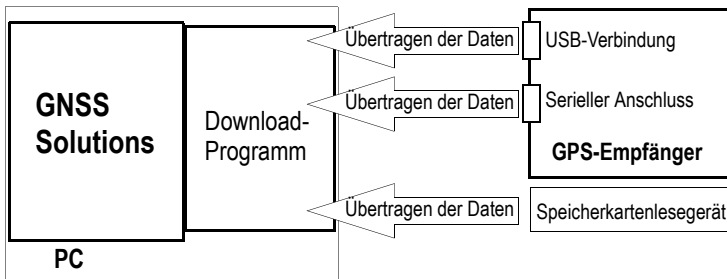 Übertragen der Daten
USB-Verbindung
GNSS
Solutions
Download-
Programm
Übertragen der Daten
Serieller Anschluss
GPS-Empfänger
Übertragen der Daten
Speicherkartenlesegerät
PC